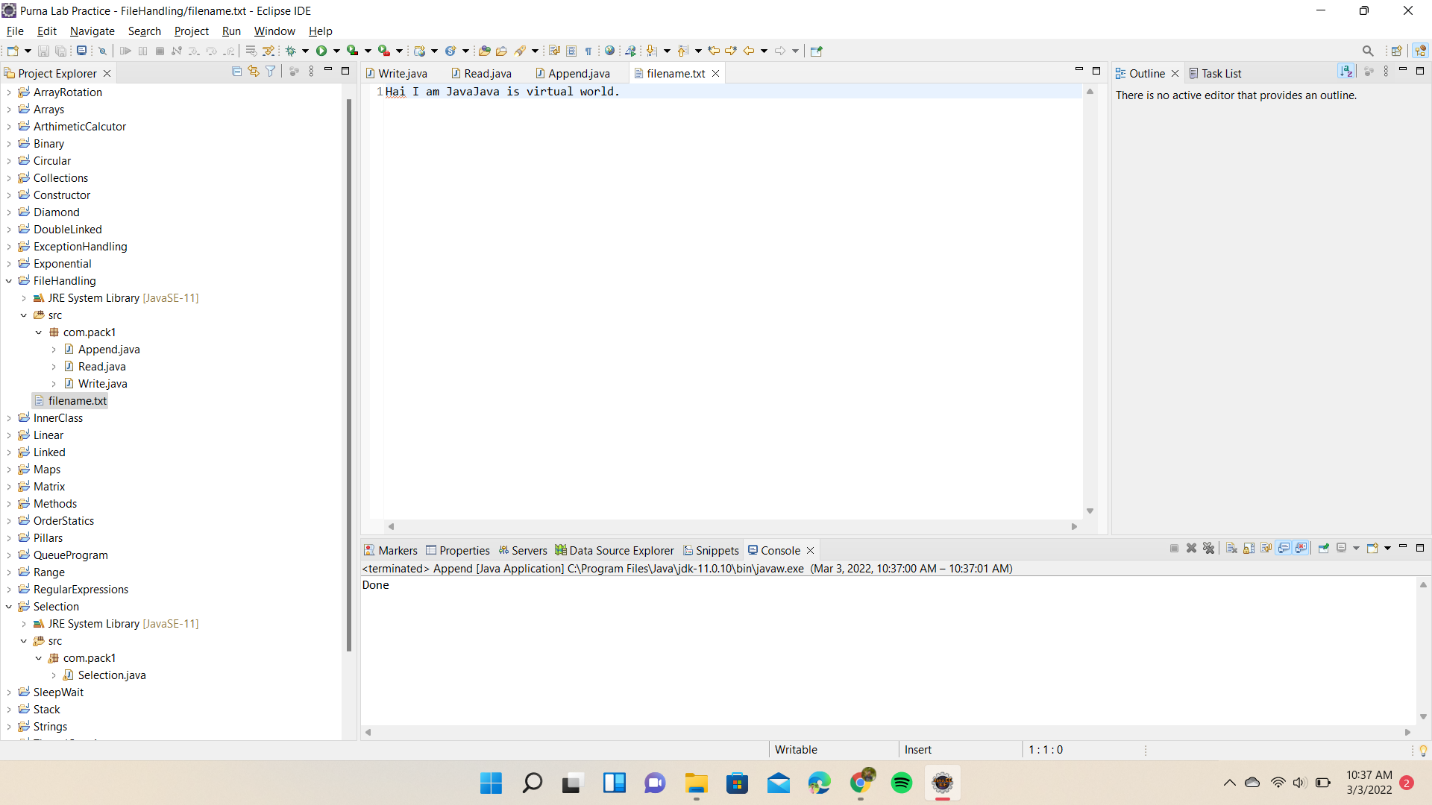 Purna Lab Practice - FileHandling/filename.txt - Eclipse IDE
File Edit Navigate Search Project Run Window Help
Project Explorer
ArrayRotation
Arrays
ArthimeticCalcutor
Binary
Circular
Collections
Constructor
Diamond
DoubleLinked
ExceptionHandling
Exponential
FileHandling
JRE System Library [JavaSE-11]
src
com.pack1
Append.java
Read.java
Write.java
filename.txt
InnerClass
Linear
Linked
Maps
Matrix
Methods
OrderStatics
Pillars
QueueProgram
Range
RegularExpressions
Selection
JRE System Library [JavaSE-11]
src
com.pack1
Selection.java
SleepWait
Stack
Strings
Write.java Read.java Append.java filename.txt
1 Hai I am JavaJava is virtual world.
Outline Task List
There is no active editor that provides an outline.
Markers Properties Servers Data Source Explorer Snippets Console
<terminated> Append [Java Application] C:\Program Files\Java\jdk-11.0.10\bin\javaw.exe (Mar 3, 2022, 10:37:00 AM – 10:37:01 AM)
Done
Writable Insert 1 : 1 : 0
10:37 AM
3/3/2022 2